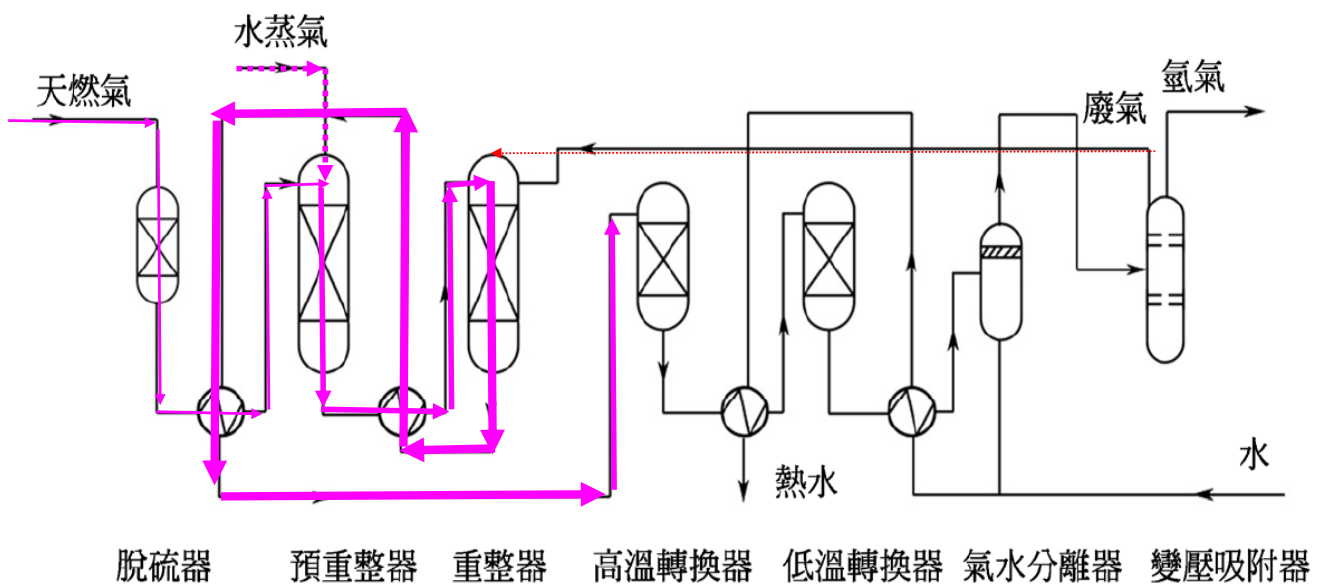 水蒸氣
天燃氣
氫氣
廢氣
熱水
水
脫硫器
預重整器
重整器
高溫轉換器
低溫轉換器
氣水分離器
變壓吸附器